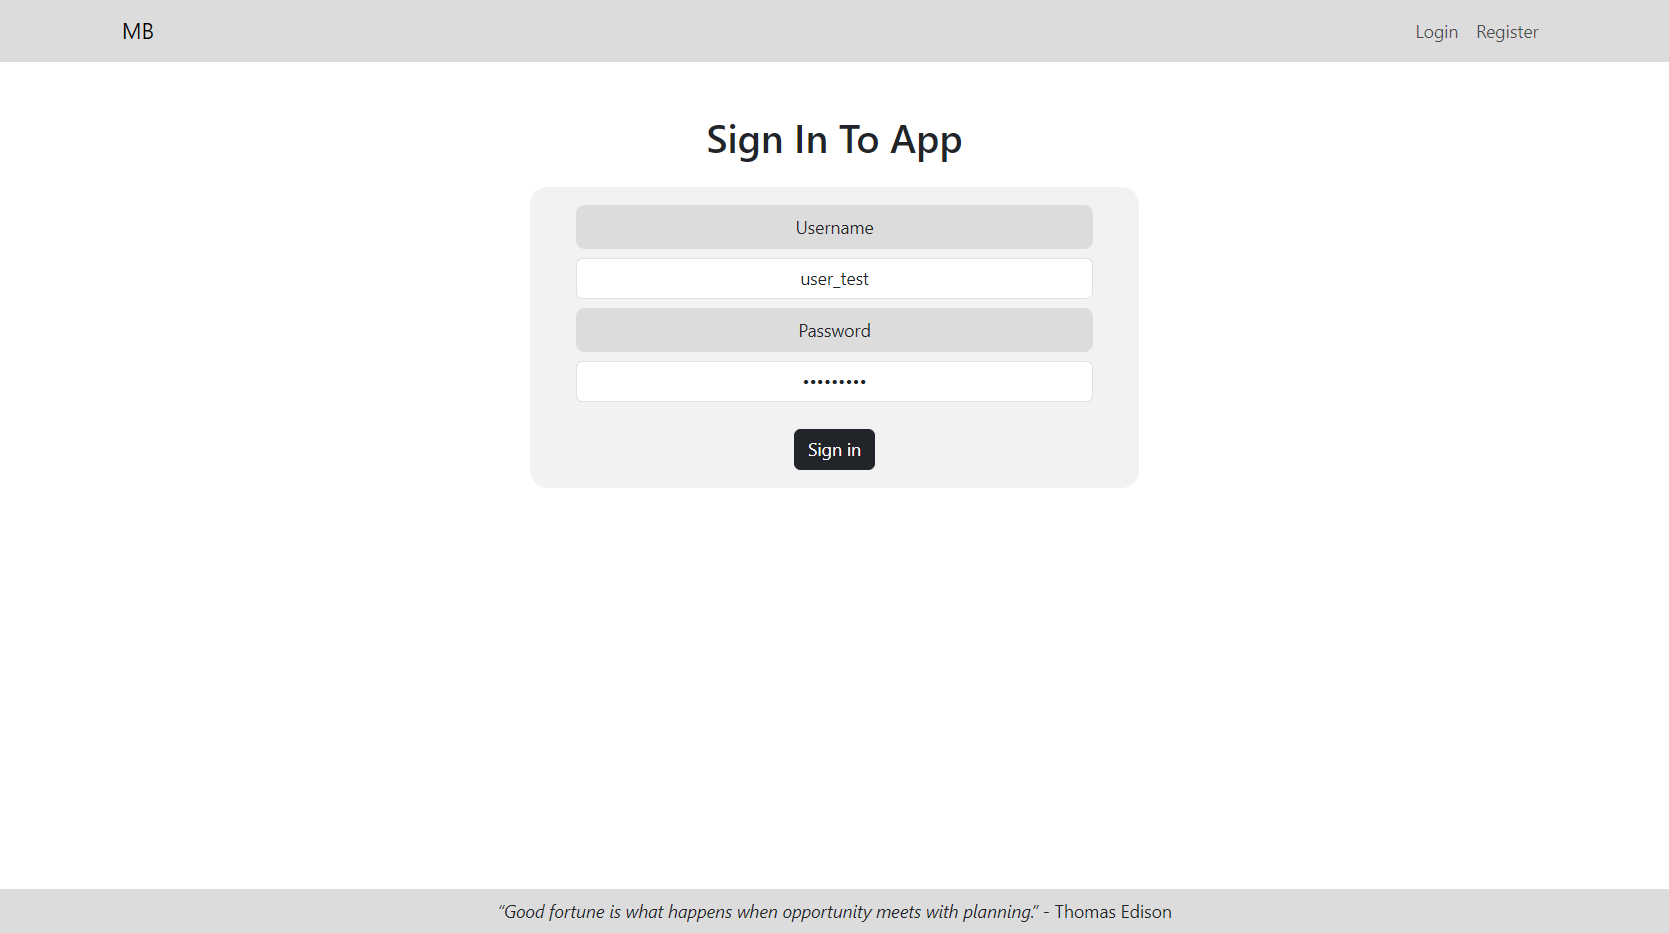 MB
Login Register
Sign In To App
Username
user_test
Password
•••••••••
Sign in
“Good fortune is what happens when opportunity meets with planning.” - Thomas Edison